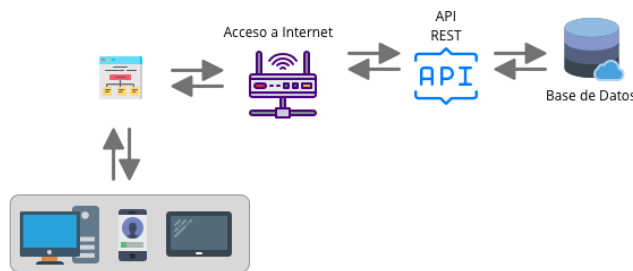 Acceso a Internet
API
REST
API
Base de Datos